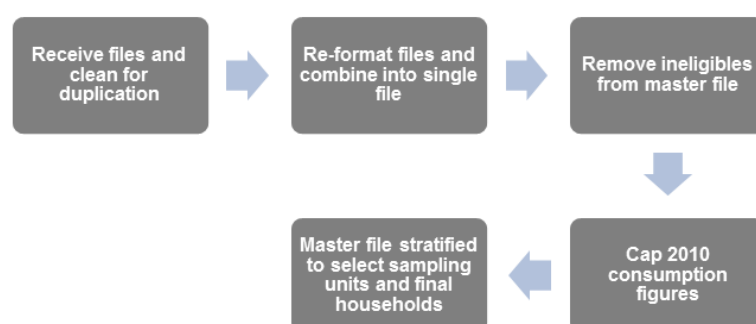 Receive files and
clean for
duplication
Re-format files and
combine into single
file
Remove ineligibles
from master file
Cap 2010
consumption
figures
Master file stratified
to select sampling
units and final
households